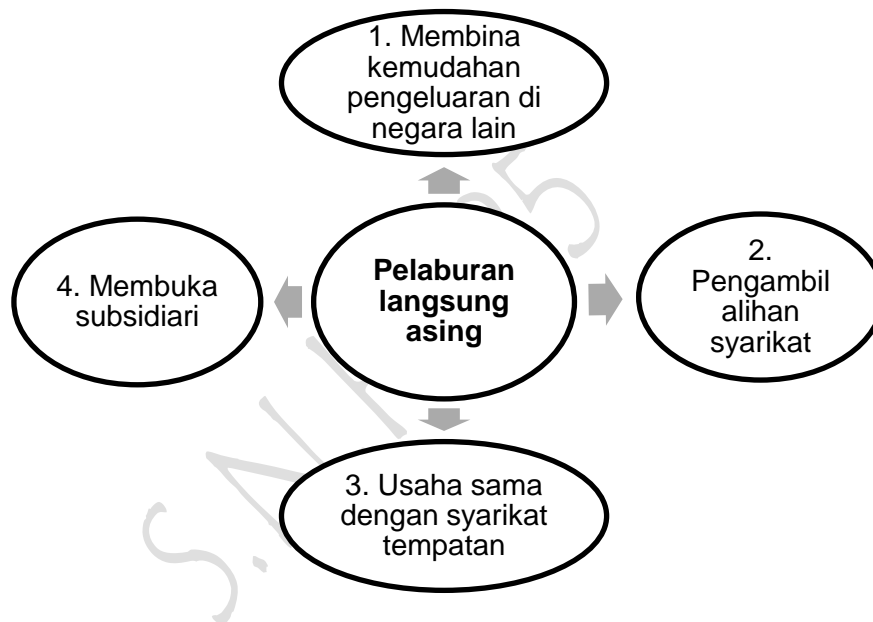 1. Membina
kemudahan
pengeluaran di
negara lain
Pelaburan
langsung
asing
2.
Pengambil
alihan
syarikat
3. Usaha sama
dengan syarikat
tempatan
4. Membuka
subsidiari